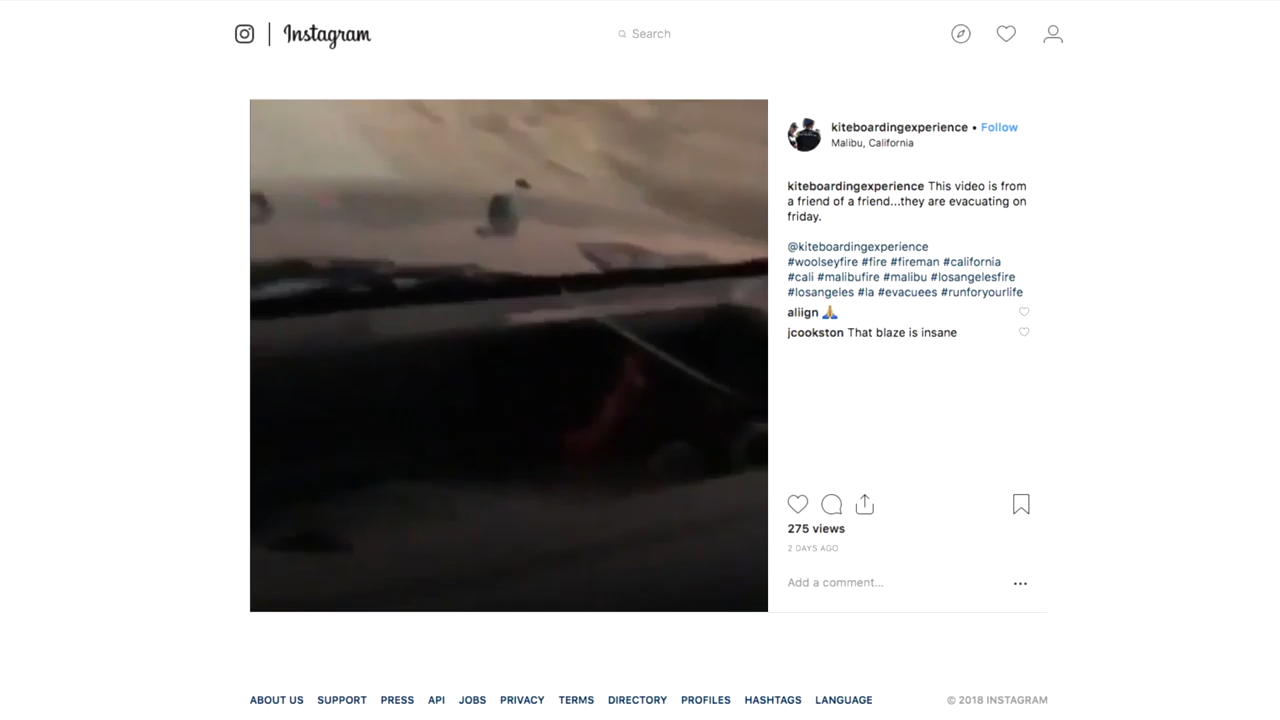 Instagram
Search
kiteboardingexperience • Follow
Malibu, California
kiteboardingexperience This video is from
a friend of a friend...they are evacuating on
friday.
@kiteboardingexperience
#woolseyfire #fire #fireman #california
#cali #malibufire #malibu #losangelesfire
#losangeles #la #evacuees #runforyourlife
aliign 🙏
jcookston That blaze is insane
275 views
2 DAYS AGO
Add a comment...
ABOUT US SUPPORT PRESS API JOBS PRIVACY TERMS DIRECTORY PROFILES HASHTAGS LANGUAGE © 2018 INSTAGRAM